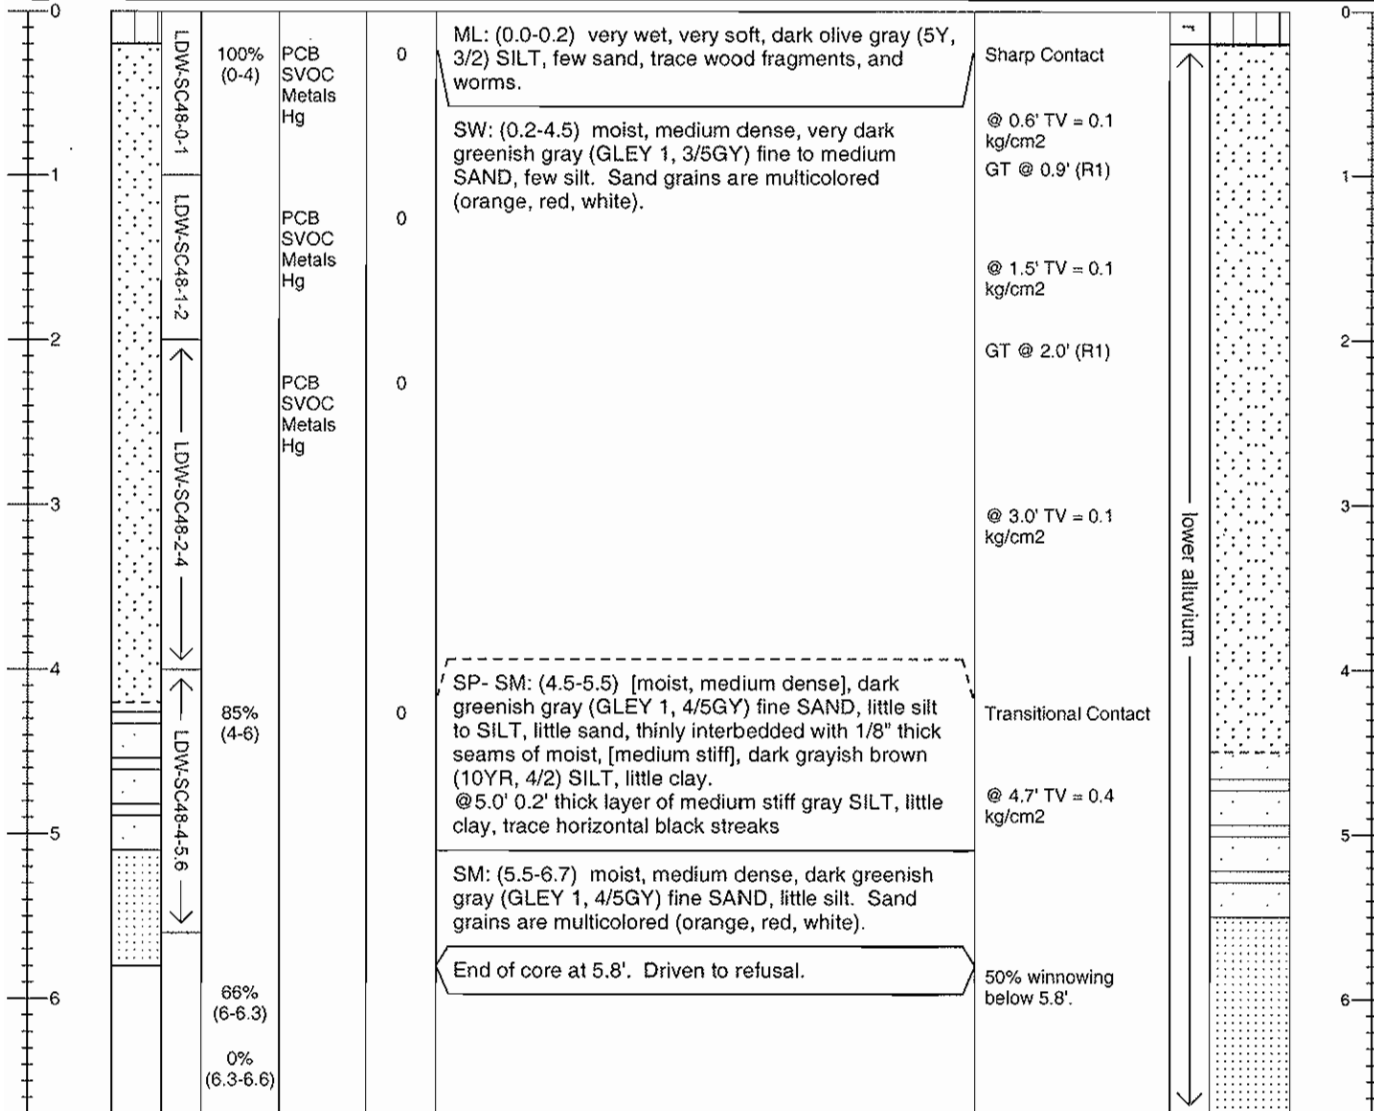 0
1
2
3
4
5
6
LDW-SC48-0-1
LDW-SC48-1-2
LDW-SC48-2-4
LDW-SC48-4-5.6
100%
(0-4)
85%
(4-6)
66%
(6-6.3)
0%
(6.3-6.6)
PCB
SVOC
Metals
Hg
PCB
SVOC
Metals
Hg
PCB
SVOC
Metals
Hg
0
0
0
0
ML: (0.0-0.2) very wet, very soft, dark olive gray (5Y,
3/2) SILT, few sand, trace wood fragments, and
worms.
SW: (0.2-4.5) moist, medium dense, very dark
greenish gray (GLEY 1, 3/5GY) fine to medium
SAND, few silt. Sand grains are multicolored
(orange, red, white).
SP- SM: (4.5-5.5) [moist, medium dense], dark
greenish gray (GLEY 1, 4/5GY) fine SAND, little silt
to SILT, little sand, thinly interbedded with 1/8" thick
seams of moist, [medium stiff], dark grayish brown
(10YR, 4/2) SILT, little clay.
@5.0' 0.2' thick layer of medium stiff gray SILT, little
clay, trace horizontal black streaks
SM: (5.5-6.7) moist, medium dense, dark greenish
gray (GLEY 1, 4/5GY) fine SAND, little silt. Sand
grains are multicolored (orange, red, white).
End of core at 5.8'. Driven to refusal.
Sharp Contact
@ 0.6' TV = 0.1
kg/cm2
GT @ 0.9' (R1)
@ 1.5' TV = 0.1
kg/cm2
GT @ 2.0' (R1)
@ 3.0' TV = 0.1
kg/cm2
Transitional Contact
@ 4.7' TV = 0.4
kg/cm2
50% winnowing
below 5.8'.
r
lower alluvium
0
1
2
3
4
5
6